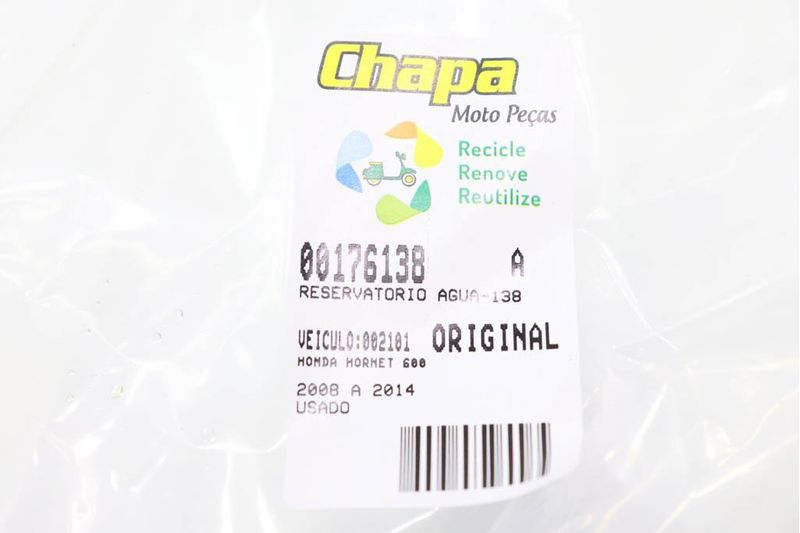 Chapa
Moto Peças
Recicle
Renove
Reutilize
00176138 A
RESERVATORIO AGUA-138
VEICULO:002101 ORIGINAL
HONDA HORNET 600
2008 A 2014
USADO